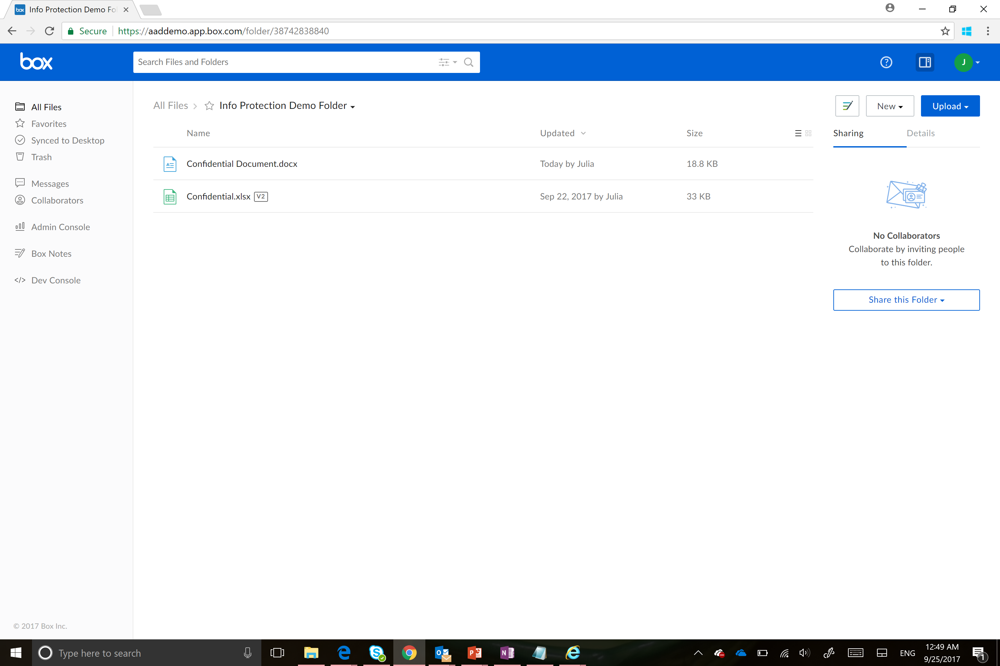 box Info Protection Demo Fo
Secure https://aaddemo.app.box.com/folder/38742838840
box Search Files and Folders ? J
All Files
Favorites
Synced to Desktop
Trash
Messages
Collaborators
Admin Console
Box Notes
</> Dev Console
© 2017 Box Inc.
All Files > Info Protection Demo Folder
New Upload
Name Updated Size
Confidential Document.docx Today by Julia 18.8 KB
Confidential.xlsx V2 Sep 22, 2017 by Julia 33 KB
Sharing Details
No Collaborators
Collaborate by inviting people
to this folder.
Share this Folder
Type here to search
ENG
12:49 AM
9/25/2017
1